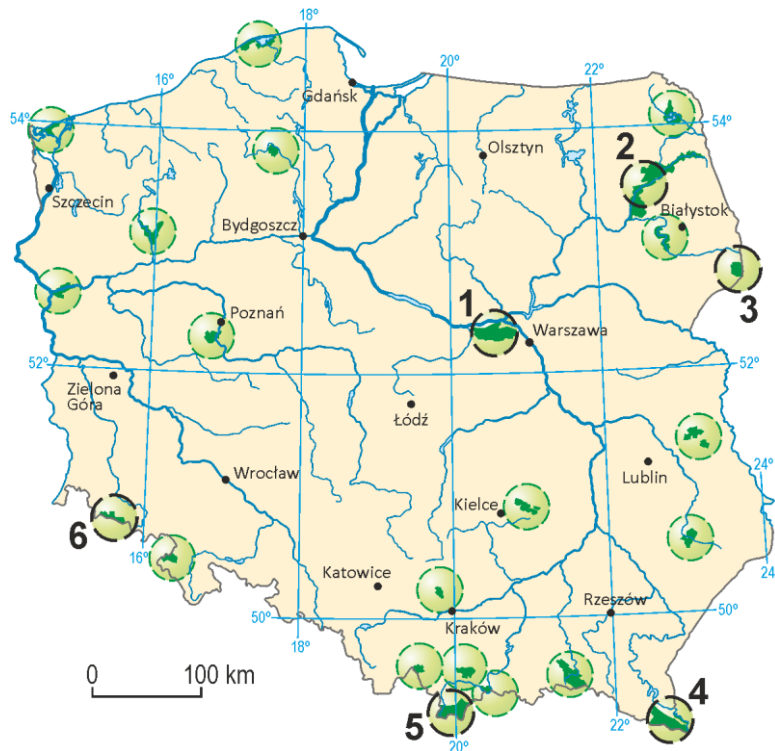 18°
20°
22°
16°
Gdańsk
54°
54°
Olsztyn
2
Szczecin
Białystok
Bydgoszcz
3
1
Poznań
Warszawa
52°
52°
Zielona
Góra
Łódź
24°
Wrocław
Lublin
Kielce
6
16°
24°
Katowice
Rzeszów
50°
50°
Kraków
18°
0
100 km
4
22°
5
20°